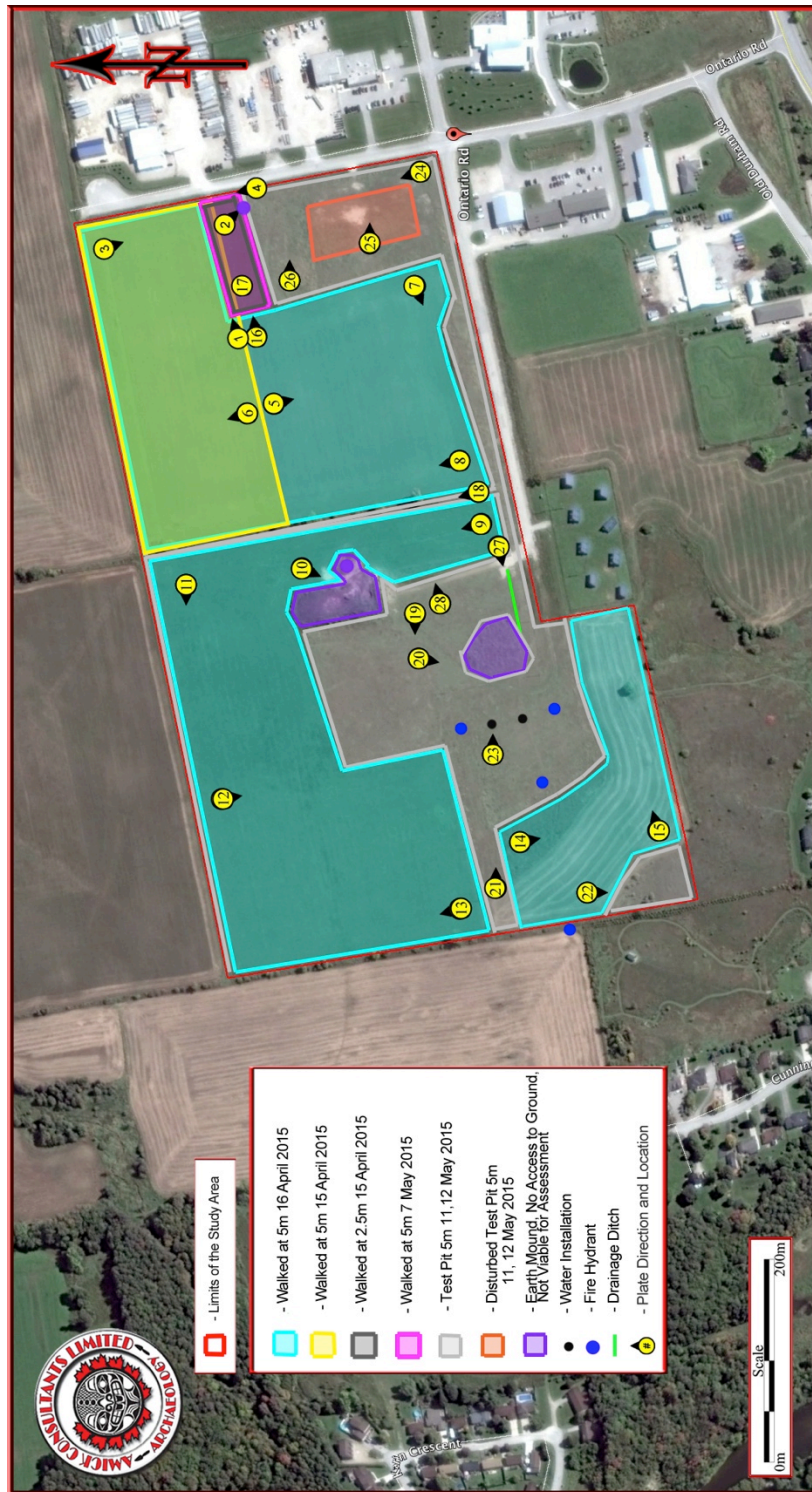 AMICK CONSULTANTS LIMITED
ARCHAEOLOGY
- Limits of the Study Area
- Walked at 5m 16 April 2015
- Walked at 5m 15 April 2015
- Walked at 2.5m 15 April 2015
- Walked at 5m 7 May 2015
- Test Pit 5m 11,12 May 2015
- Disturbed Test Pit 5m
11, 12 May 2015
- Earth Mound, No Access to Ground,
Not Viable for Assessment
- Water Installation
- Fire Hydrant
- Drainage Ditch
# - Plate Direction and Location
Scale
0m 200m
N
Ontario Rd
Ontario Rd
Old Durham Rd
Cunnin
Crescent
1
2
3
4
5
6
7
8
9
10
11
12
13
14
15
16
17
18
19
20
21
22
23
24
25
26
27
28